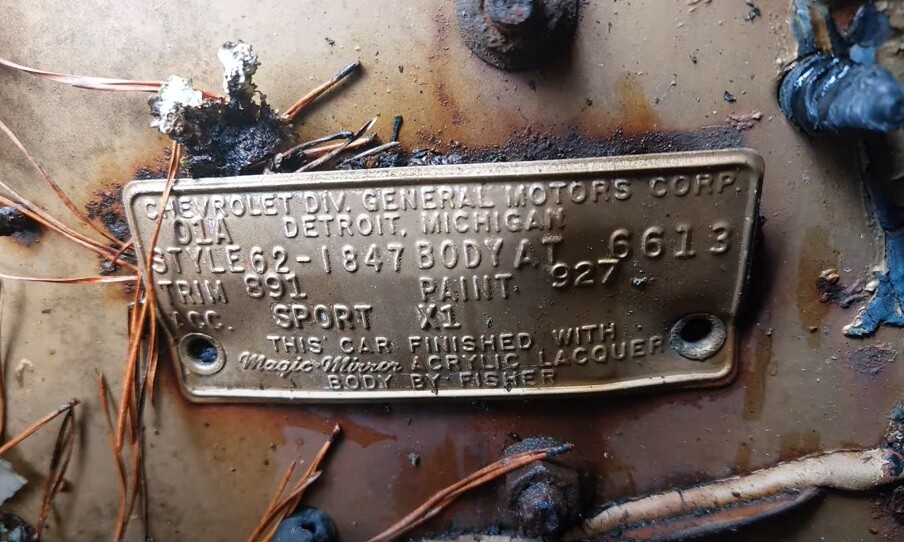 CHEVROLET DIV. GENERAL MOTORS CORP.
01A DETROIT, MICHIGAN
STYLE 62-1847 BODY AT 6613
TRIM 891 PAINT 927
ACC. SPORT X1
THIS CAR FINISHED WITH
Magic-Mirror ACRYLIC LACQUER
BODY BY FISHER